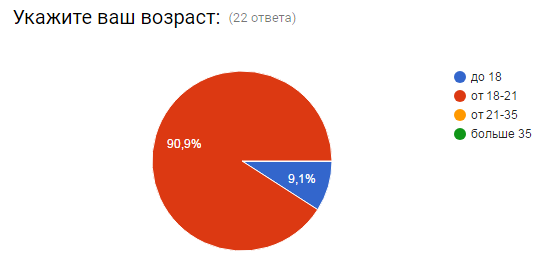 Укажите ваш возраст: (22 ответа)
до 18
от 18-21
от 21-35
больше 35
90,9%
9,1%